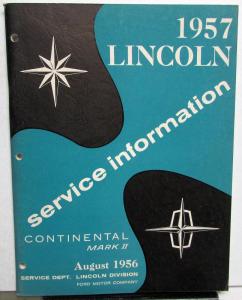 1957
LINCOLN
service information
CONTINENTAL
MARK II
August 1956
SERVICE DEPT. LINCOLN DIVISION
FORD MOTOR COMPANY